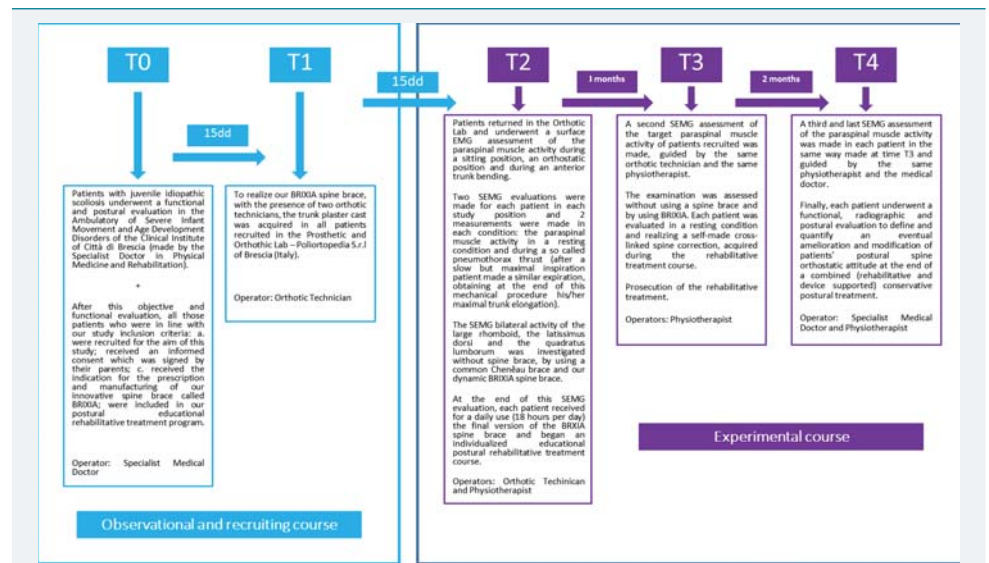 T0
T1
T2
T3
T4
15dd
15dd
1 months
2 months
Patients with juvenile idiopathic
scoliosis underwent a functional
and postural evaluation in the
Ambulatory of Severe Infant
Movement and Age Development
Disorders of the Clinical Institute
of Città di Brescia (made by the
Specialist Doctor in Physical
Medicine and Rehabilitation).
+
After this objective and
functional evaluation, all those
patients who were in line with
our study inclusion criteria: a.
were recruited for the aim of this
study; received an informed
consent which was signed by
their parents; c. received the
indication for the prescription
and manufacturing of our
innovative spine brace called
BRIXIA; were included in our
postural educational
rehabilitative treatment program.
Operator: Specialist Medical
Doctor
To realize our BRIXIA spine brace,
with the presence of two orthotic
technicians, the trunk plaster cast
was acquired in all patients
recruited in the Prosthetic and
Orthothic Lab – Poliortopedia S.r.l
of Brescia (Italy).
Operator: Orthotic Technician
Observational and recruiting course
Patients returned in the Orthotic
Lab and underwent a surface
EMG assessment of the
paraspinal muscle activity during
a sitting position, an orthostatic
position and during an anterior
trunk bending.
Two SEMG evaluations were
made for each patient in each
study position and 2
measurements were made in
each condition: the paraspinal
muscle activity in a resting
condition and during a so called
pneumothorax thrust (after a
slow but maximal inspiration
patient made a similar expiration,
obtaining at the end of this
mechanical procedure his/her
maximal trunk elongation).
The SEMG bilateral activity of the
large rhomboid, the latissimus
dorsi and the quadratus
lumborum was investigated
without spine brace, by using a
common Chenêau brace and our
dynamic BRIXIA spine brace.
At the end of this SEMG
evaluation, each patient received
for a daily use (18 hours per day)
the final version of the BRXIA
spine brace and began an
individualized educational
postural rehabilitative treatment
course.
Operators: Orthotic Techinican
and Physiotherapist
A second SEMG assessment of
the target paraspinal muscle
activity of patients recruited was
made, guided by the same
orthotic technician and the same
physiotherapist.
The examination was assessed
without using a spine brace and
by using BRIXIA. Each patient was
evaluated in a resting condition
and realizing a self-made cross-
linked spine correction, acquired
during the rehabilitative
treatment course.
Prosecution of the rehabilitative
treatment.
Operators: Physiotherapist
A third and last SEMG assessment
of the paraspinal muscle activity
was made in each patient in the
same way made at time T3 and
guided by the same
physiotherapist and the medical
doctor.
Finally, each patient underwent a
functional, radiographic and
postural evaluation to define and
quantify an eventual
amelioration and modification of
patients' postural spine
orthostatic attitude at the end of
a combined (rehabilitative and
device supported) conservative
postural treatment.
Operator: Specialist Medical
Doctor and Physiotherapist
Experimental course